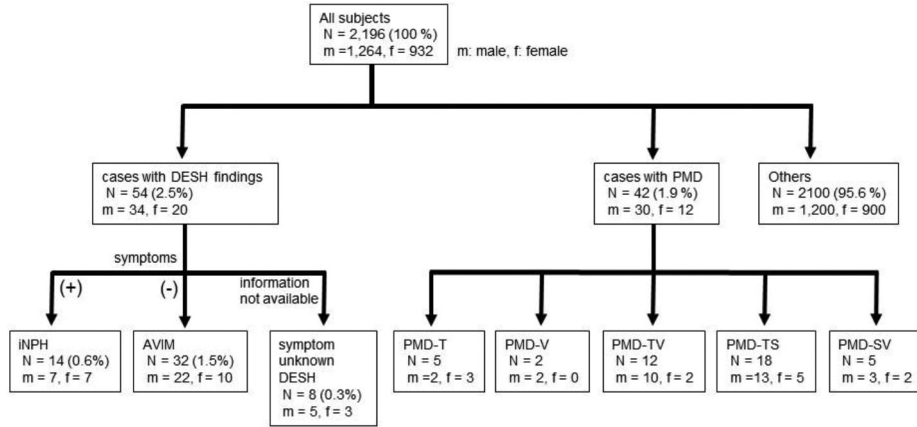 All subjects
N = 2,196 (100 %)
m =1,264, f = 932
m: male, f: female
cases with DESH findings
N = 54 (2.5%)
m = 34, f = 20
cases with PMD
N = 42 (1.9 %)
m = 30, f = 12
Others
N = 2100 (95.6 %)
m = 1,200, f = 900
symptoms
(+)
(-)
information
not available
iNPH
N = 14 (0.6%)
m = 7, f = 7
AVIM
N = 32 (1.5%)
m = 22, f = 10
symptom
unknown
DESH
N = 8 (0.3%)
m = 5, f = 3
PMD-T
N = 5
m =2, f = 3
PMD-V
N = 2
m = 2, f = 0
PMD-TV
N = 12
m = 10, f = 2
PMD-TS
N = 18
m =13, f = 5
PMD-SV
N = 5
m = 3, f = 2